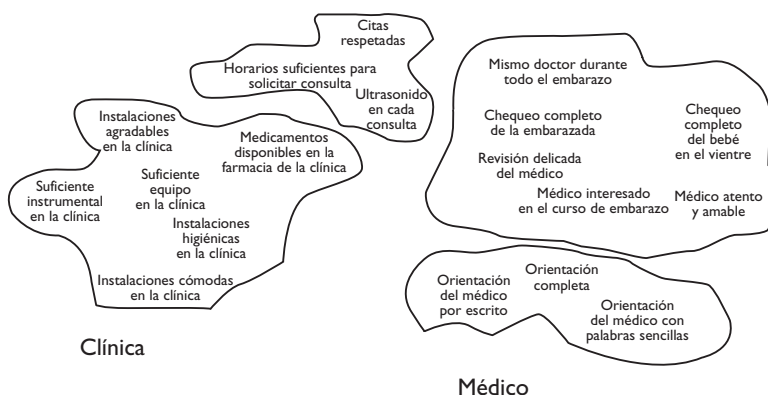 Citas
respetadas
Horarios suficientes para
solicitar consulta
Ultrasonido
en cada
consulta
Instalaciones
agradables
en la clínica
Medicamentos
disponibles en la
farmacia de la clínica
Suficiente
instrumental
en la clínica
Suficiente
equipo
en la clínica
Instalaciones
higiénicas
en la clínica
Instalaciones cómodas
en la clínica
Clínica
Mismo doctor durante
todo el embarazo
Chequeo completo
de la embarazada
Chequeo
completo
del bebé
en el vientre
Revisión delicada
del médico
Médico interesado
en el curso de embarazo
Médico atento
y amable
Orientación
del médico
por escrito
Orientación
completa
Orientación
del médico con
palabras sencillas
Médico